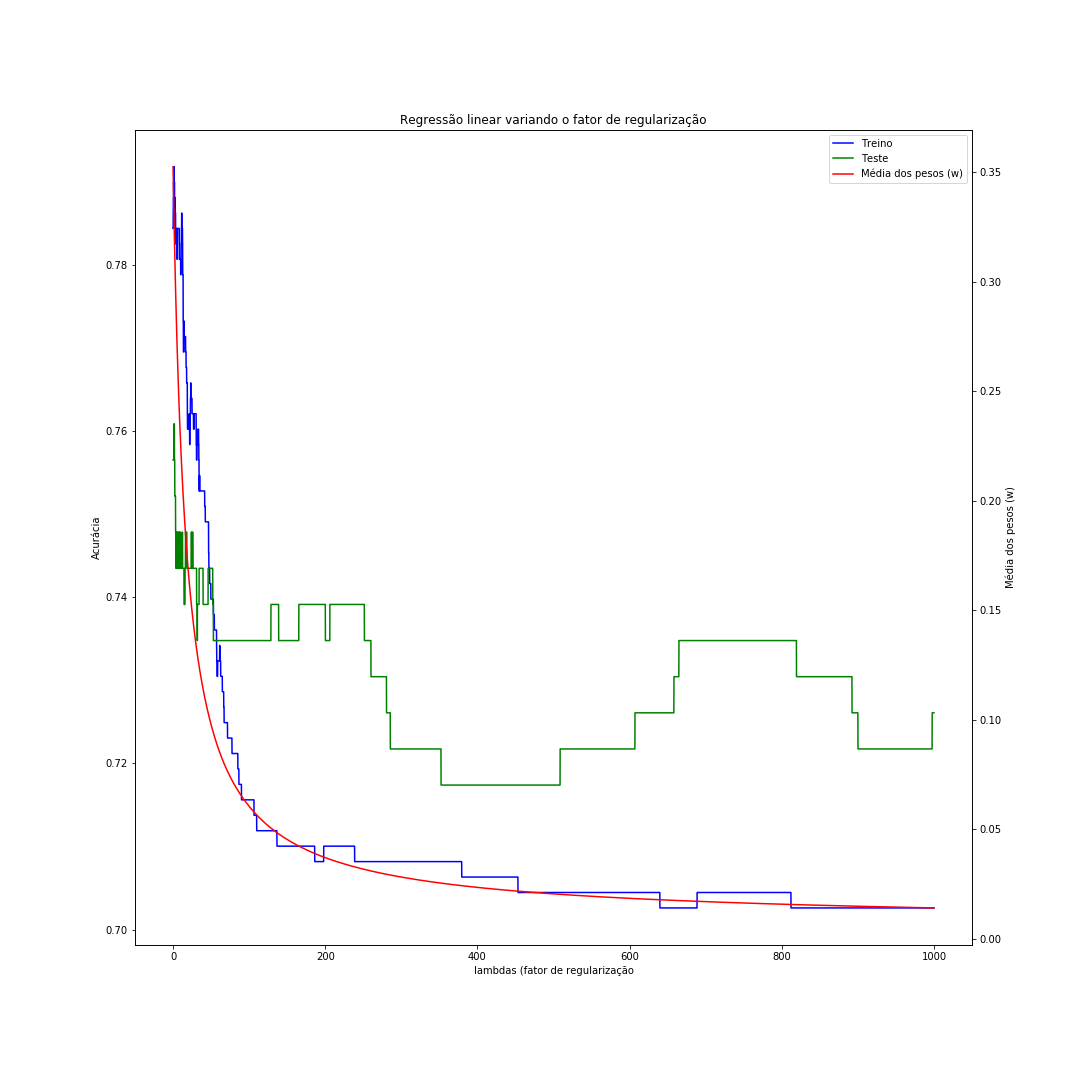 Regressão linear variando o fator de regularização
Treino
Teste
Média dos pesos (w)
0.78
0.76
0.74
0.72
0.70
Acurácia
0.35
0.30
0.25
0.20
0.15
0.10
0.05
0.00
Média dos pesos (w)
0
200
400
600
800
1000
lambdas (fator de regularização